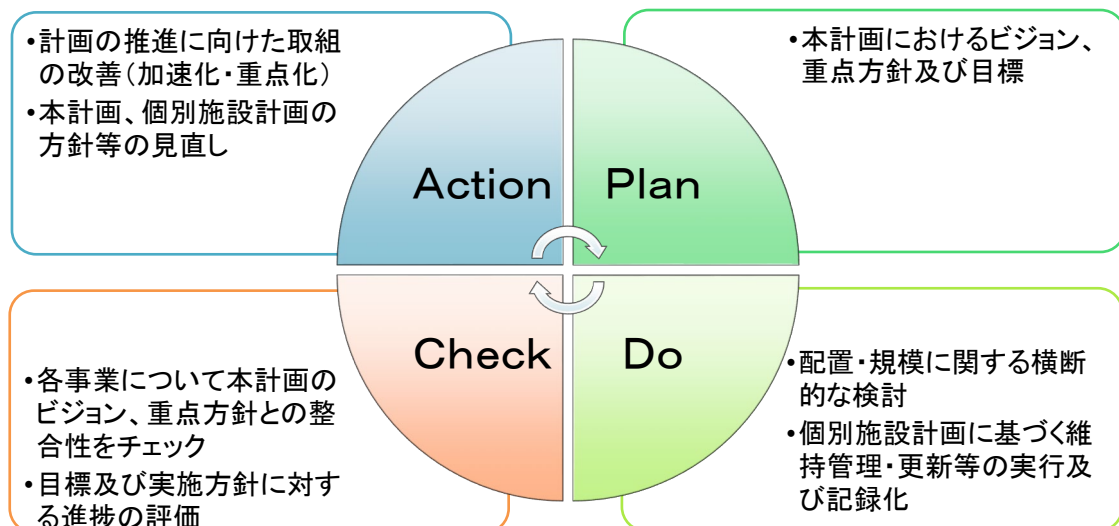 ・計画の推進に向けた取組
の改善（加速化・重点化）
・本計画、個別施設計画の
方針等の見直し
・本計画におけるビジョン、
重点方針及び目標
Action
Plan
Check
Do
・各事業について本計画の
ビジョン、重点方針との整
合性をチェック
・目標及び実施方針に対す
る進捗の評価
・配置・規模に関する横断
的な検討
・個別施設計画に基づく維
持管理・更新等の実行及
び記録化